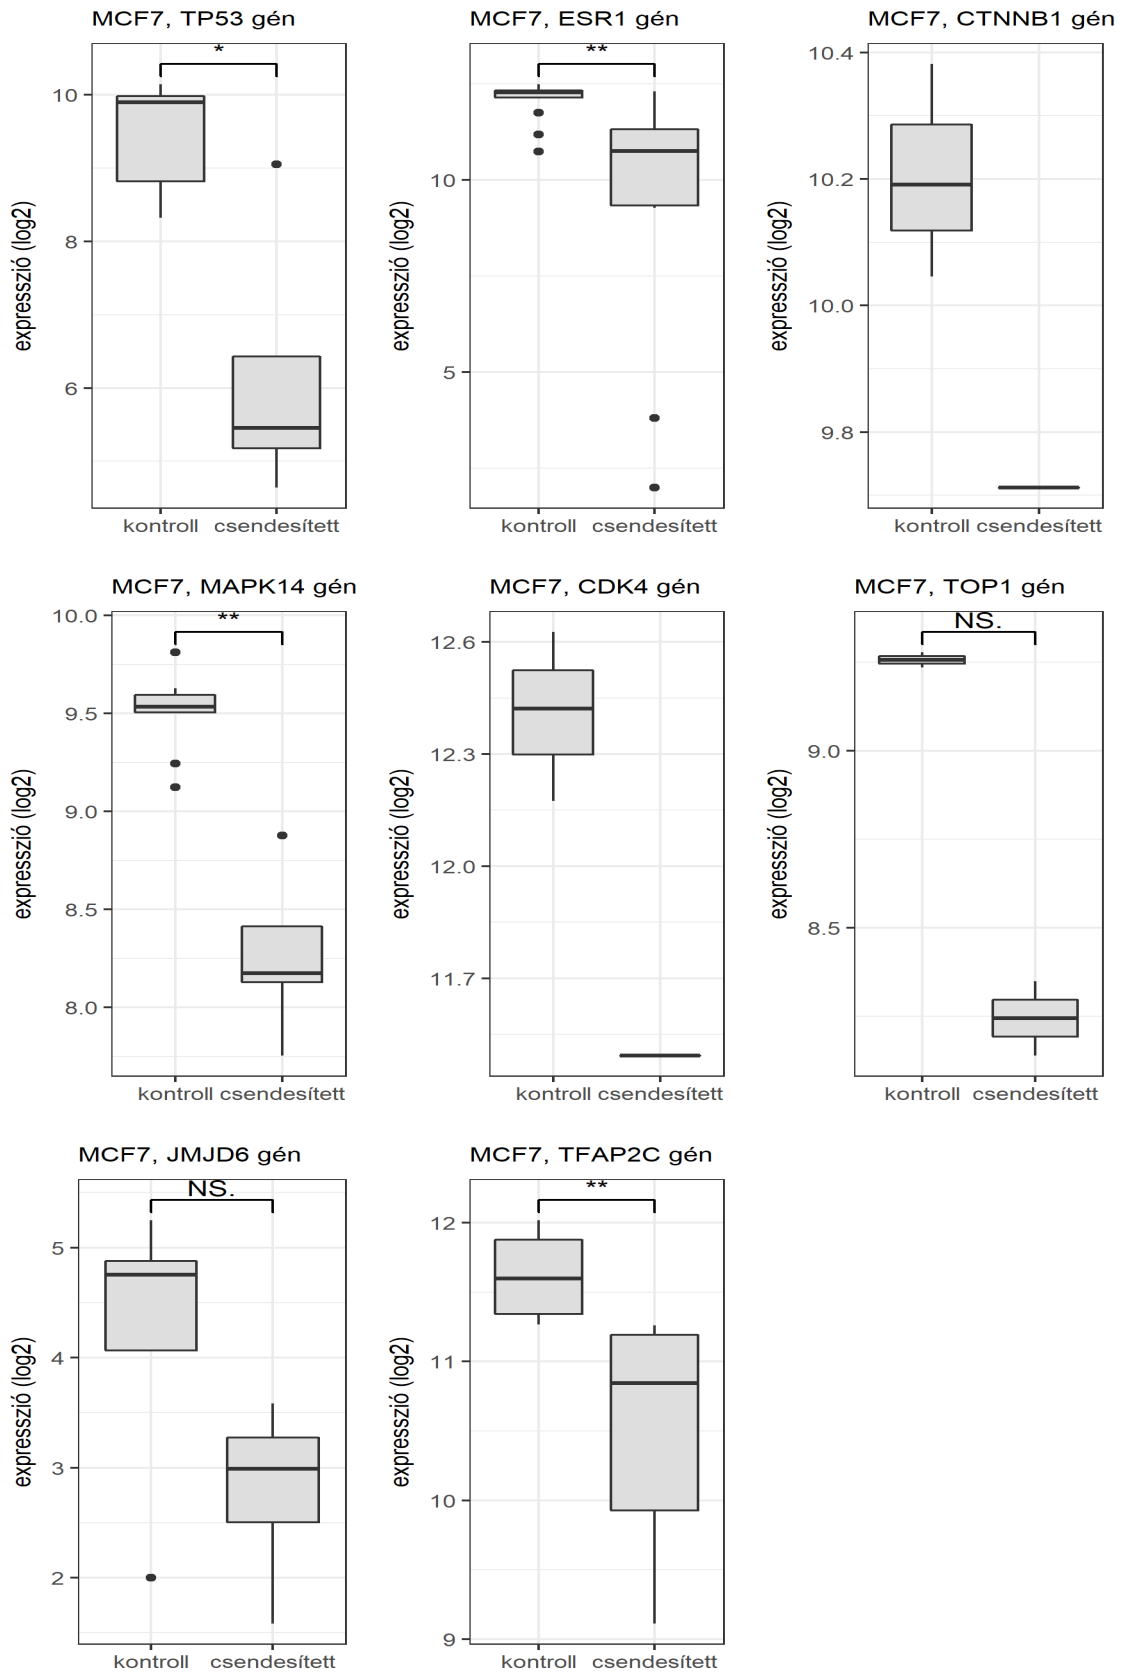 MCF7, TP53 gén
*
expresszió (log2)
10
8
6
kontroll csendesített
MCF7, ESR1 gén
**
expresszió (log2)
10
5
kontroll csendesített
MCF7, CTNNB1 gén
expresszió (log2)
10.4
10.2
10.0
9.8
kontroll csendesített
MCF7, MAPK14 gén
**
expresszió (log2)
10.0
9.5
9.0
8.5
8.0
kontroll csendesített
MCF7, CDK4 gén
expresszió (log2)
12.6
12.3
12.0
11.7
kontroll csendesített
MCF7, TOP1 gén
NS.
expresszió (log2)
9.0
8.5
kontroll csendesített
MCF7, JMJD6 gén
NS.
expresszió (log2)
5
4
3
2
kontroll csendesített
MCF7, TFAP2C gén
**
expresszió (log2)
12
11
10
9
kontroll csendesített